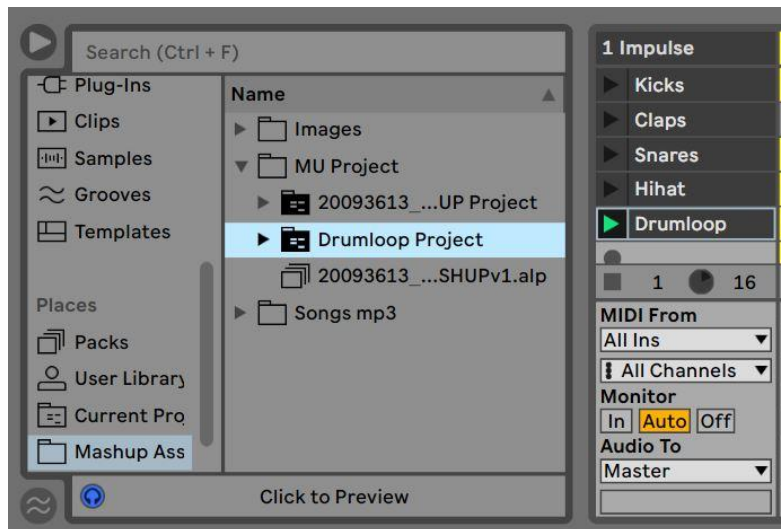 Search (Ctrl + F)
Plug-Ins
Clips
Samples
Grooves
Templates
Places
Packs
User Library
Current Pro
Mashup Ass
Name
Images
MU Project
20093613_...UP Project
Drumloop Project
20093613_...SHUPv1.alp
Songs mp3
Click to Preview
1 Impulse
Kicks
Claps
Snares
Hihat
Drumloop
1 16
MIDI From
All Ins
All Channels
Monitor
In Auto Off
Audio To
Master